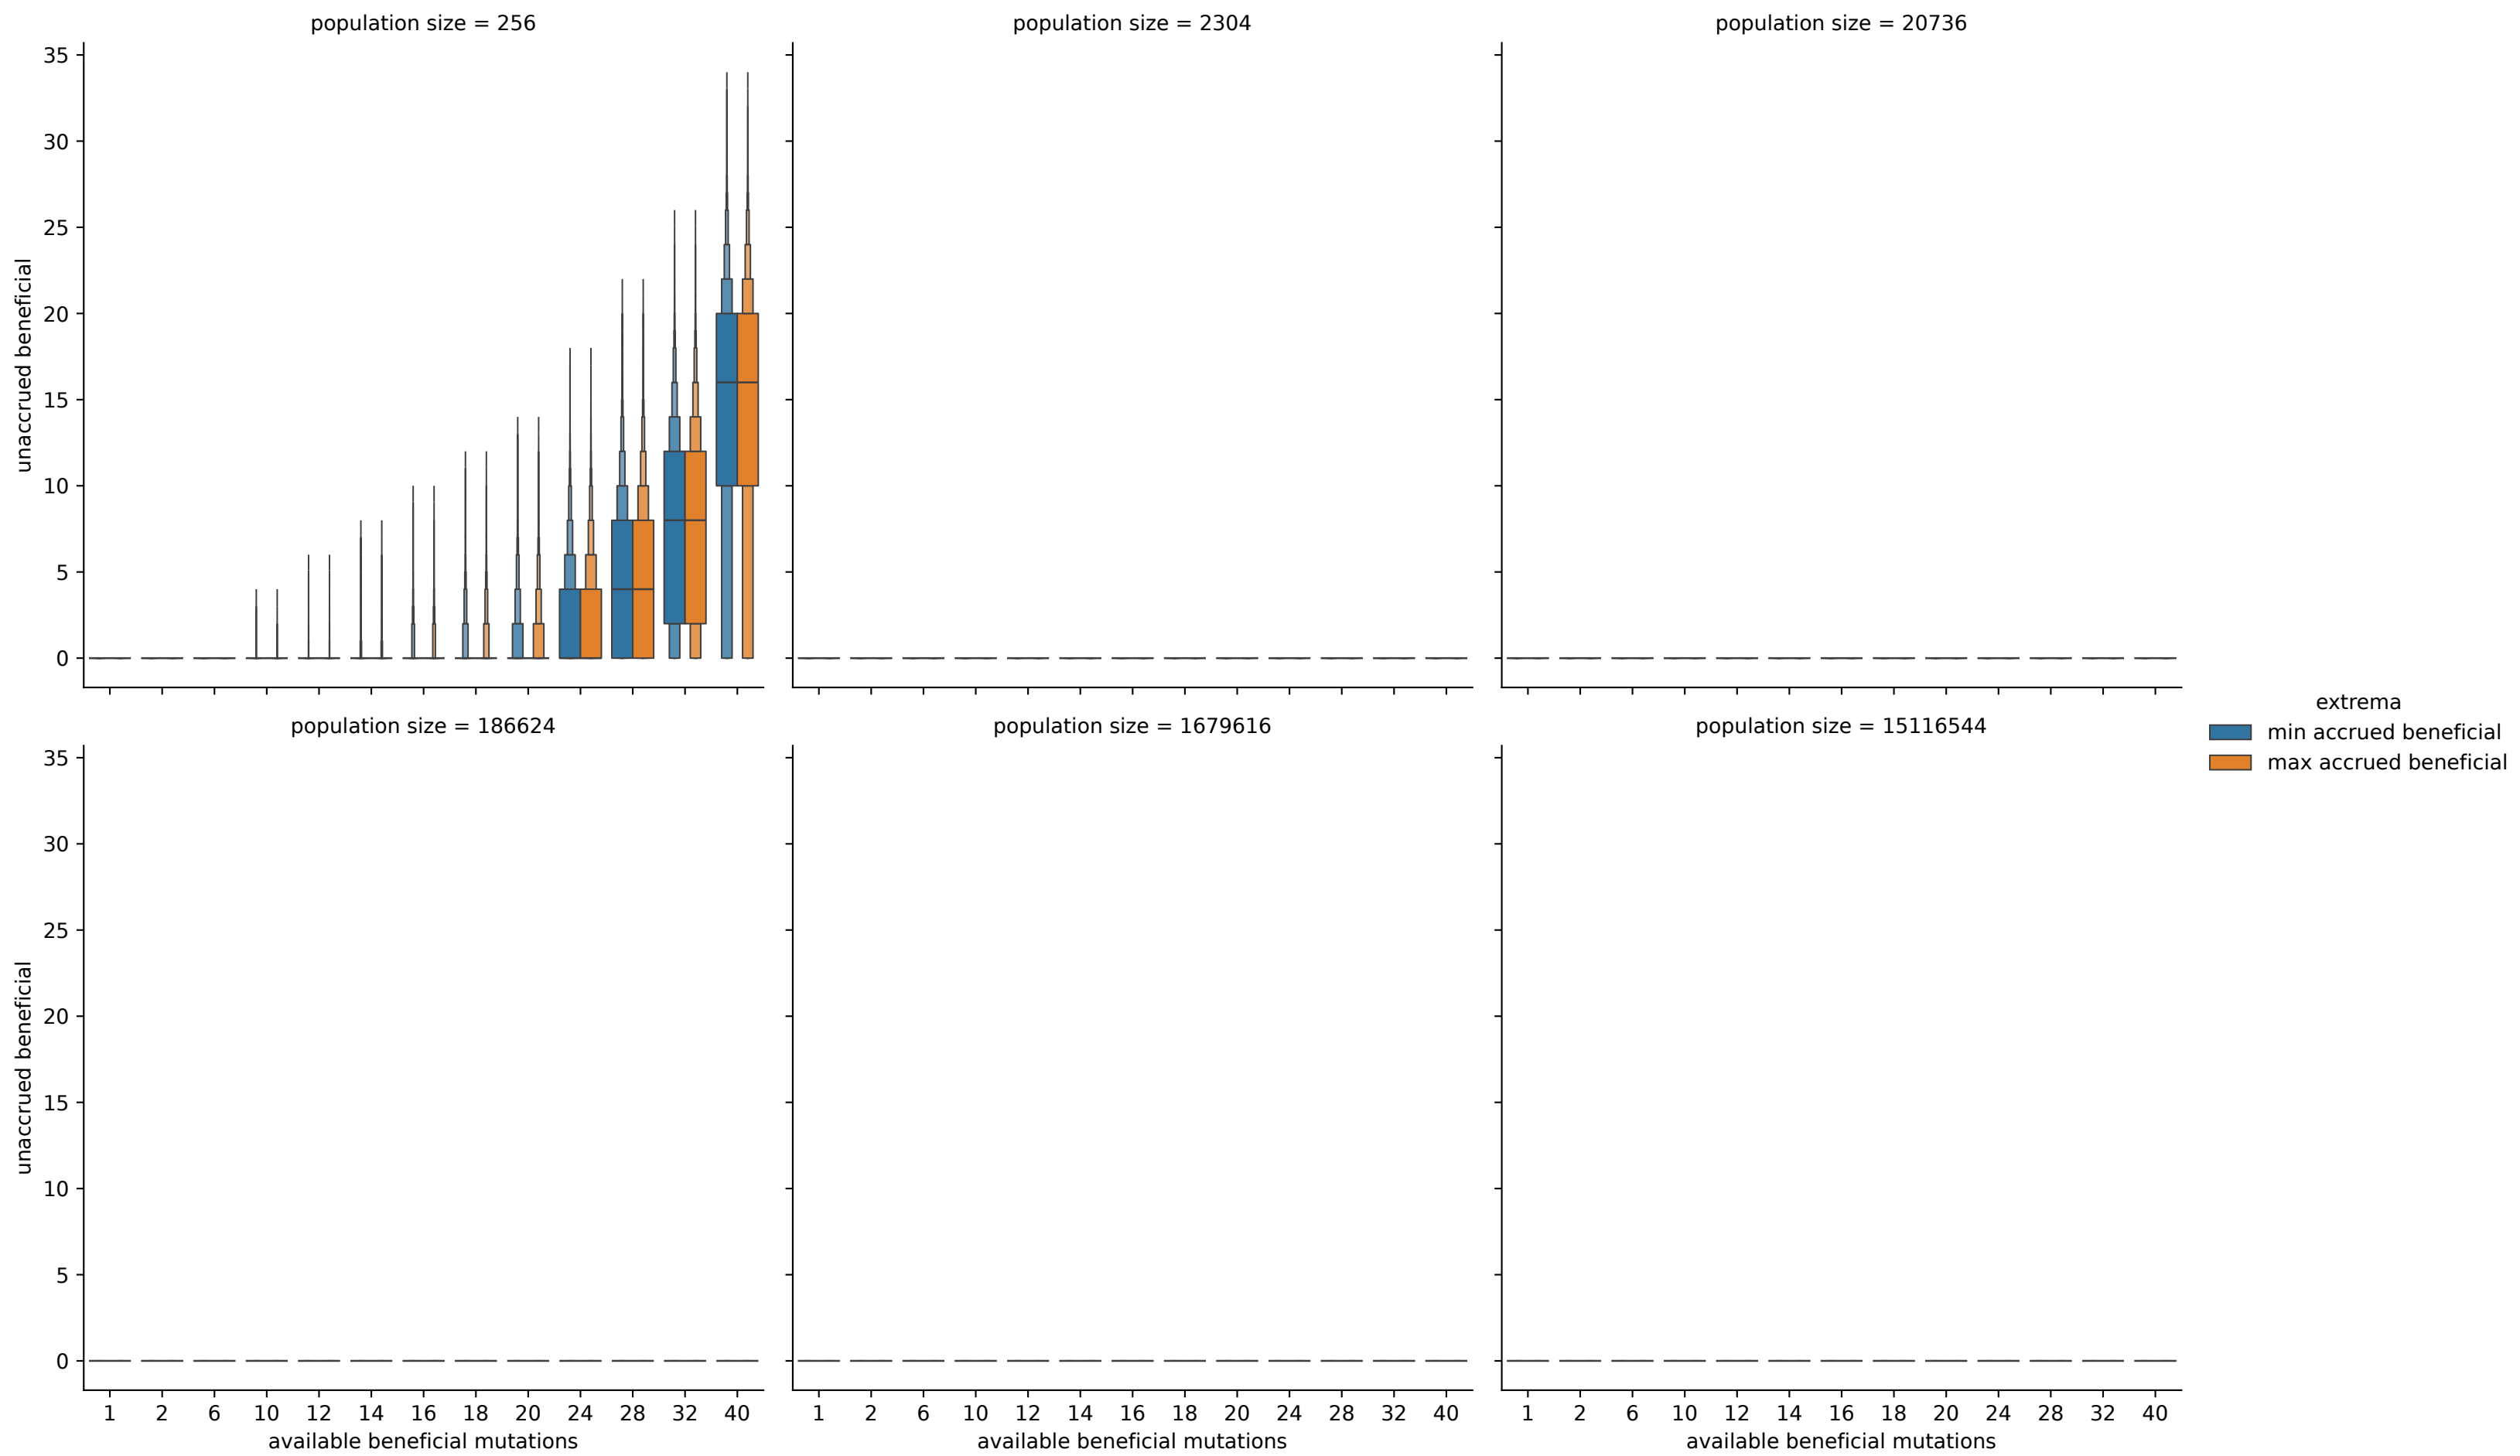 population size = 256
population size = 2304
population size = 20736
35
30
25
20
15
10
5
0
unaccrued beneficial
extrema
min accrued beneficial
max accrued beneficial
population size = 186624
population size = 1679616
population size = 15116544
35
30
25
20
15
10
5
0
unaccrued beneficial
1 2 6 10 12 14 16 18 20 24 28 32 40
1 2 6 10 12 14 16 18 20 24 28 32 40
1 2 6 10 12 14 16 18 20 24 28 32 40
available beneficial mutations
available beneficial mutations
available beneficial mutations